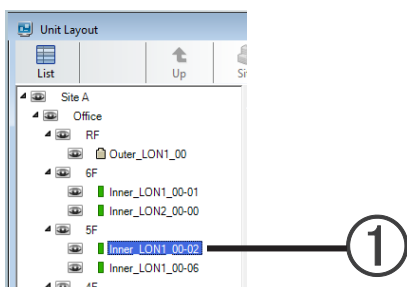 Unit Layout
List Up
Site A
Office
RF
Outer_LON1_00
6F
Inner_LON1_00-01
Inner_LON2_00-00
5F
Inner_LON1_00-02
1
Inner_LON1_00-06
4F